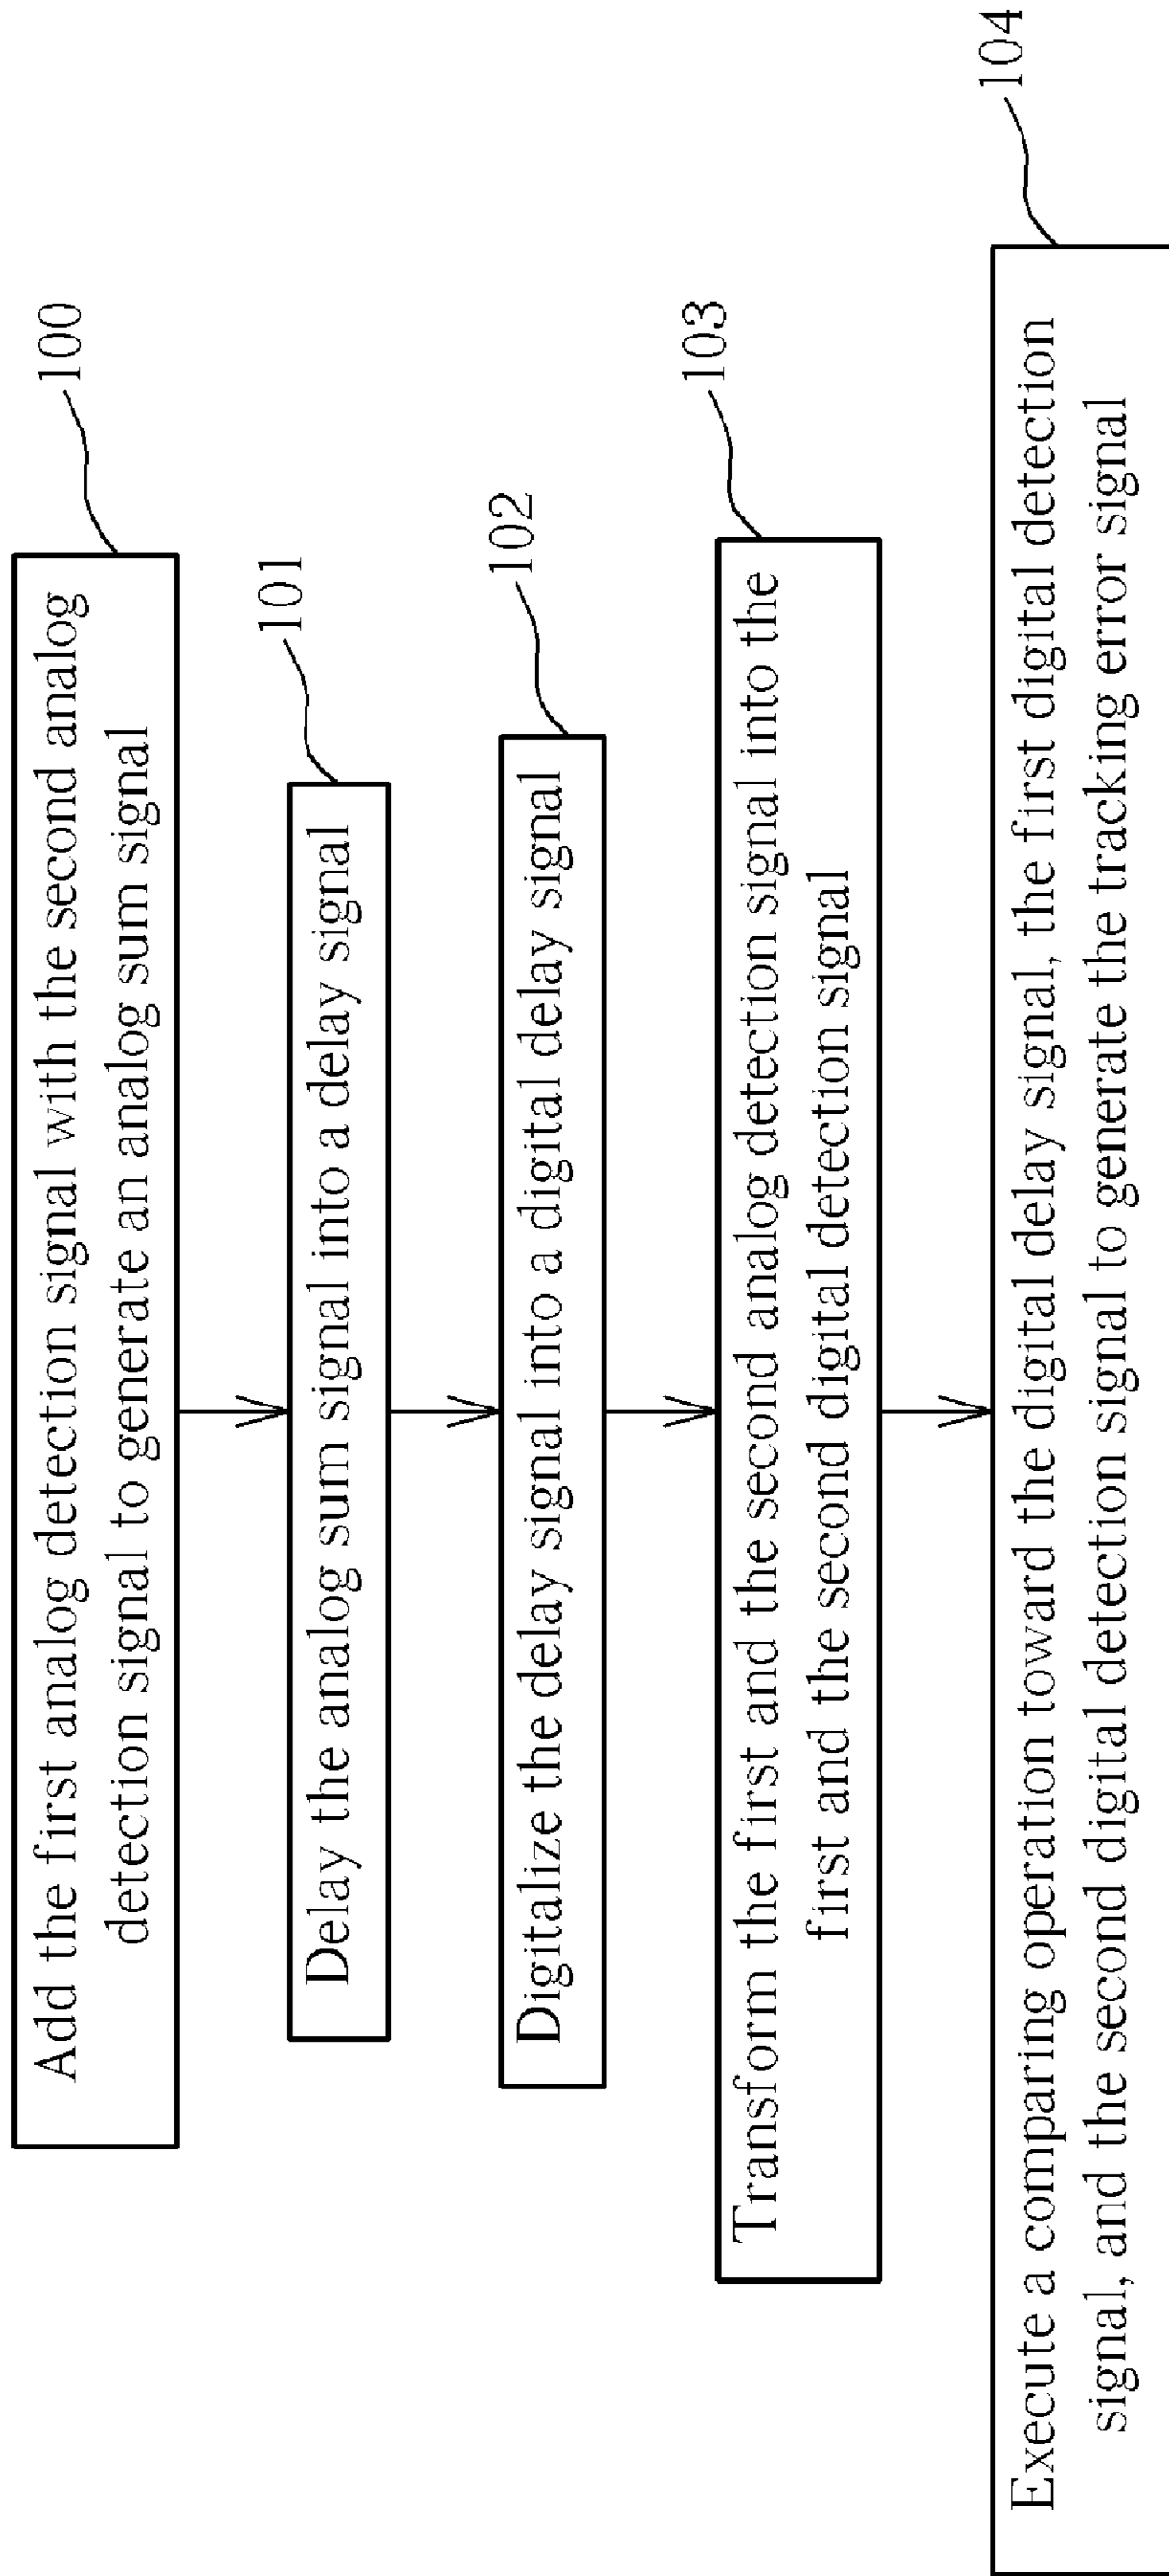 Add the first analog detection signal with the second analog
detection signal to generate an analog sum signal
100
Delay the analog sum signal into a delay signal
101
Digitalize the delay signal into a digital delay signal
102
Transform the first and the second analog detection signal into the
first and the second digital detection signal
103
Execute a comparing operation toward the digital delay signal, the first digital detection
signal, and the second digital detection signal to generate the tracking error signal
104